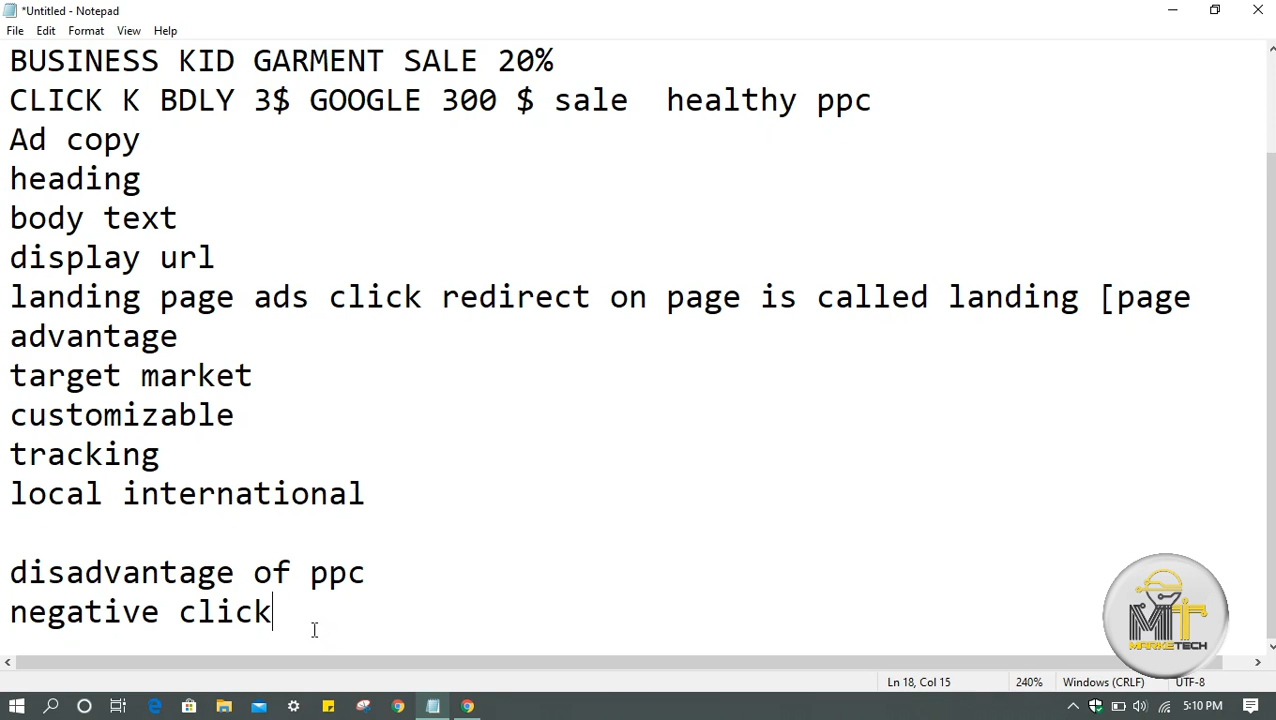 *Untitled - Notepad
File Edit Format View Help
BUSINESS KID GARMENT SALE 20%
CLICK K BDLY 3$ GOOGLE 300 $ sale  healthy ppc
Ad copy
heading
body text
display url
landing page ads click redirect on page is called landing [page
advantage
target market
customizable
tracking
local international
disadvantage of ppc
negative click
MT
MARKETECH
Ln 18, Col 15 240% Windows (CRLF) UTF-8
5:10 PM